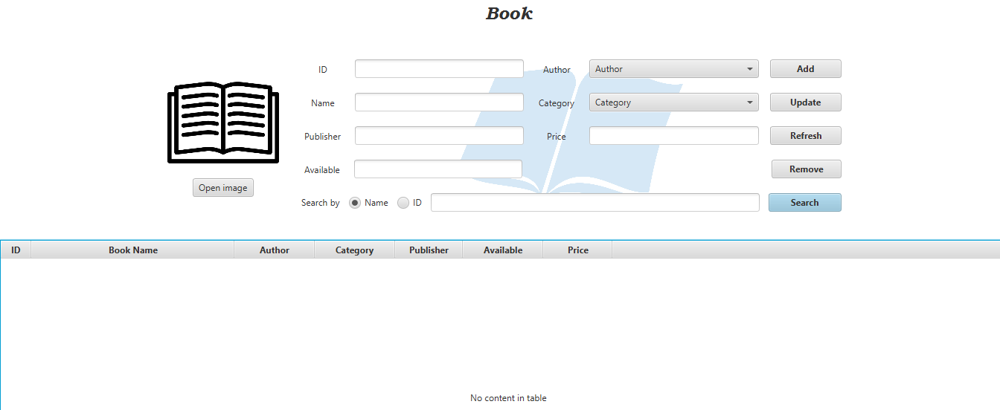 Book
ID Author Author Add
Name Category Category Update
Publisher Price Refresh
Available Remove
Open image
Search by Name ID Search
ID Book Name Author Category Publisher Available Price
No content in table